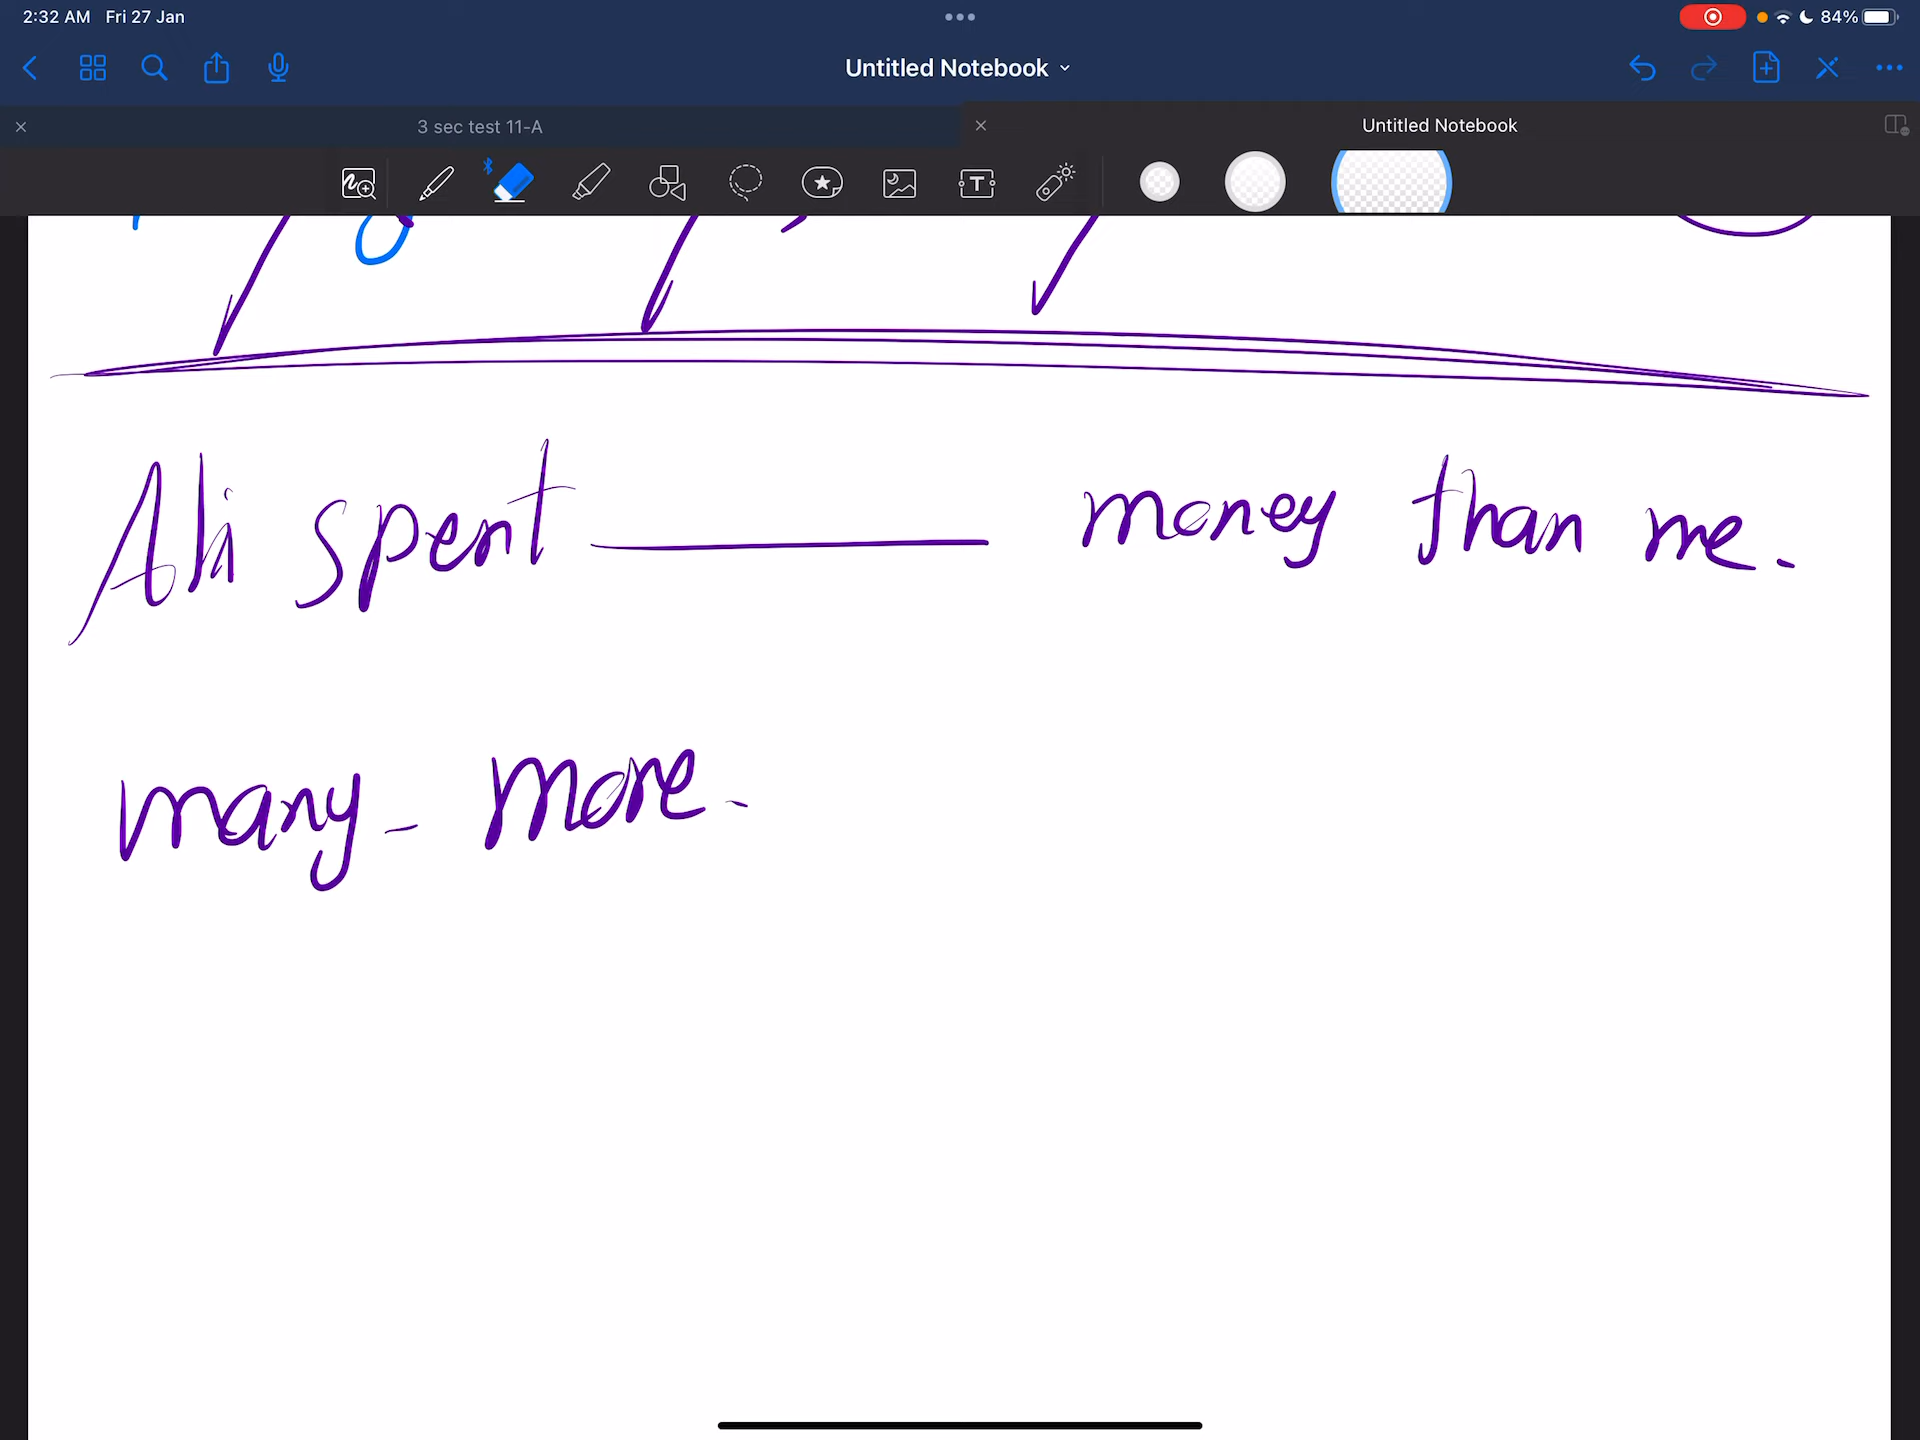 2:32 AM Fri 27 Jan
84%
Untitled Notebook
3 sec test 11-A
Untitled Notebook
Ali spent ________ money than me.
many - more -